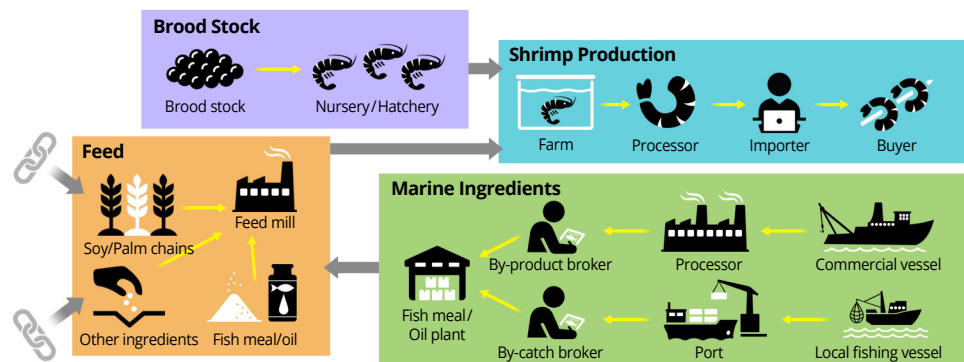 Brood Stock
Brood stock
Nursery/Hatchery
Shrimp Production
Farm
Processor
Importer
Buyer
Feed
Soy/Palm chains
Feed mill
Other ingredients
Fish meal/oil
Marine Ingredients
Fish meal/
Oil plant
By-product broker
Processor
Commercial vessel
By-catch broker
Port
Local fishing vessel